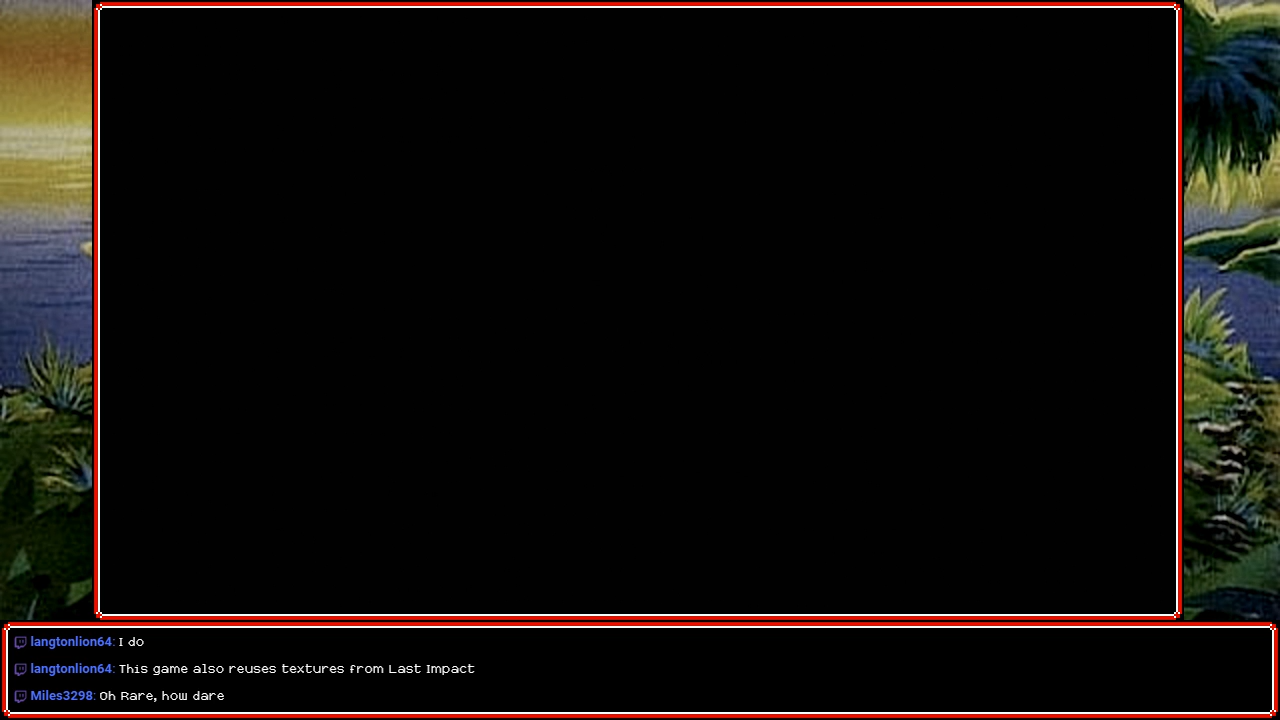 langtonlion64: I do
langtonlion64: This game also reuses textures from Last Impact
Miles3298: Oh Rare, how dare